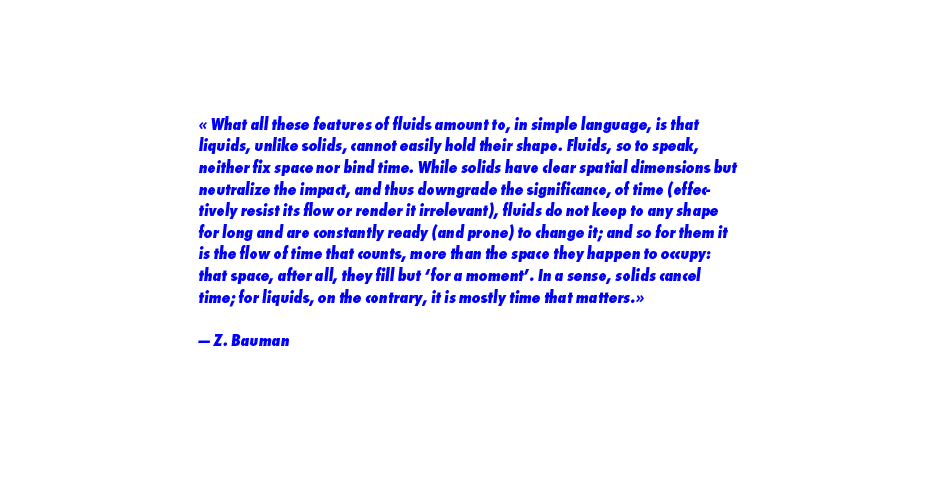 « What all these features of fluids amount to, in simple language, is that
liquids, unlike solids, cannot easily hold their shape. Fluids, so to speak,
neither fix space nor bind time. While solids have clear spatial dimensions but
neutralize the impact, and thus downgrade the significance, of time (effec-
tively resist its flow or render it irrelevant), fluids do not keep to any shape
for long and are constantly ready (and prone) to change it; and so for them it
is the flow of time that counts, more than the space they happen to occupy:
that space, after all, they fill but ‘for a moment’. In a sense, solids cancel
time; for liquids, on the contrary, it is mostly time that matters.»
— Z. Bauman